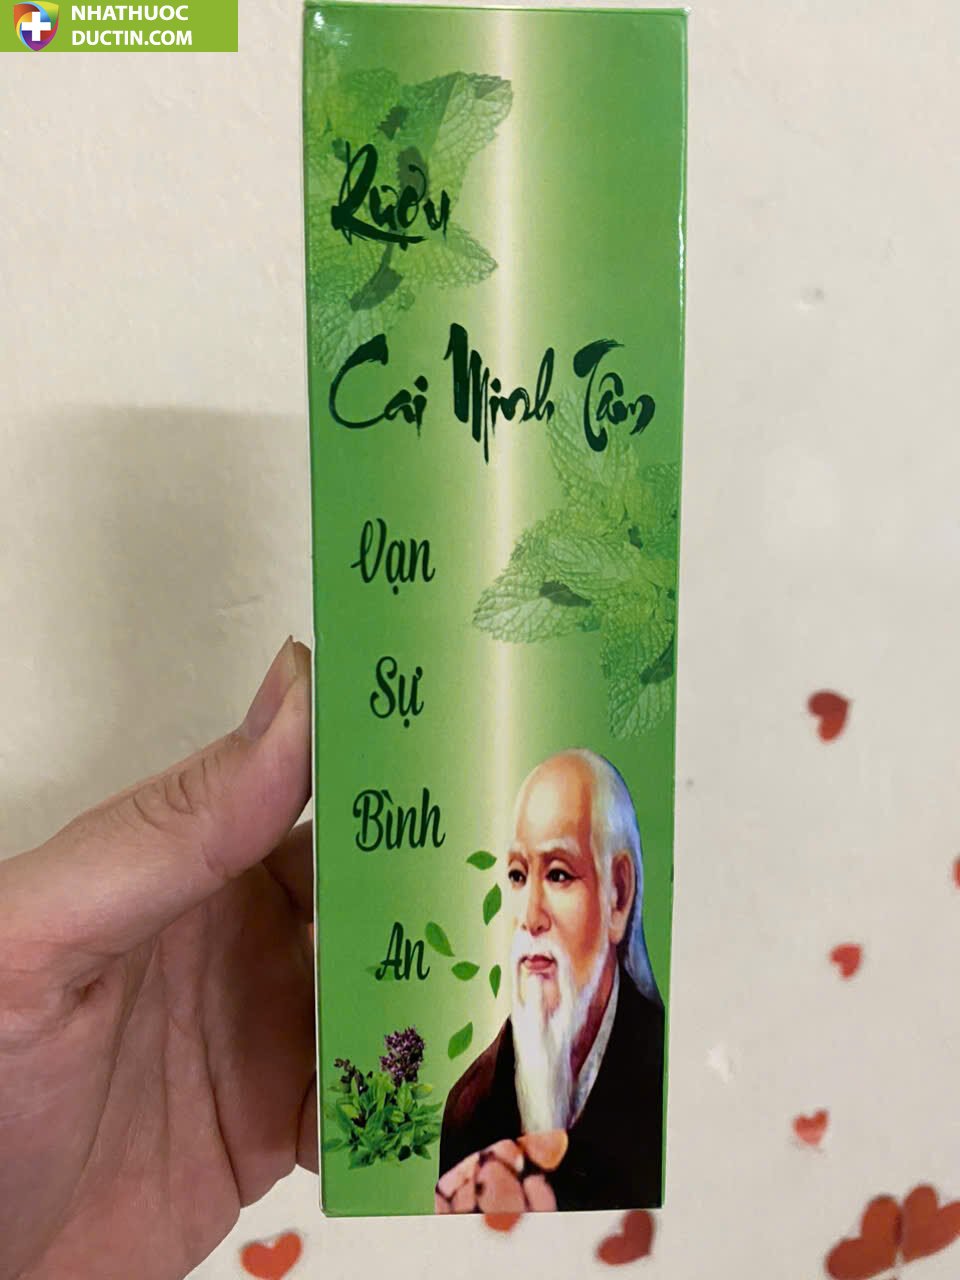 NHATHUOC
DUCTIN.COM
Rượu
Cai Minh Tâm
Vạn
Sự
Bình
An